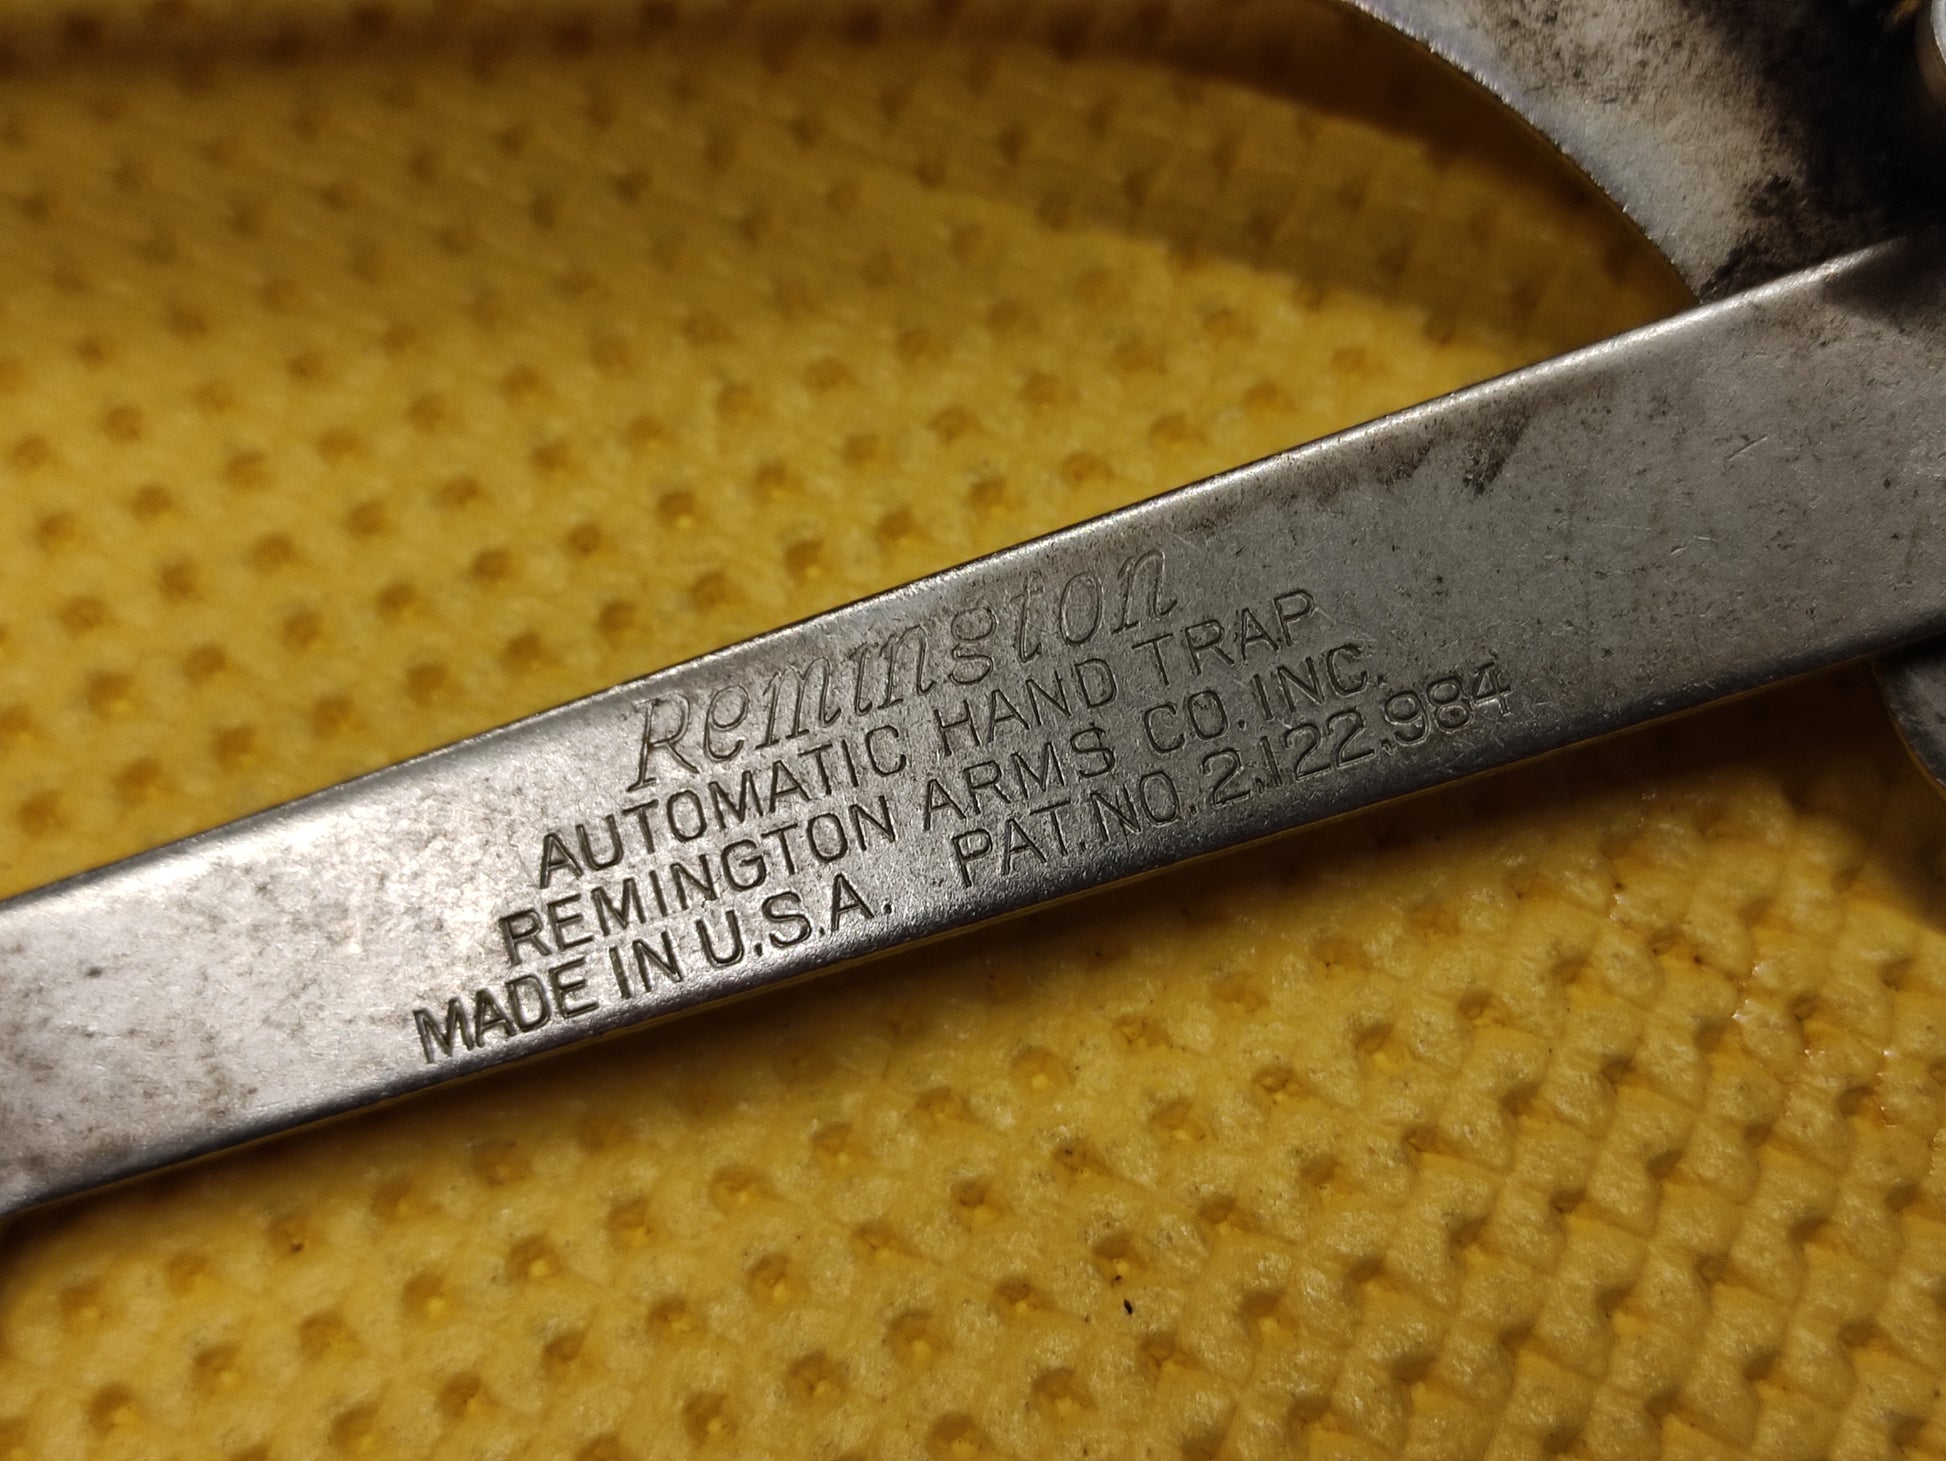 Remington
AUTOMATIC HAND TRAP
REMINGTON ARMS CO. INC.
MADE IN U.S.A. PAT. NO. 2,122,984